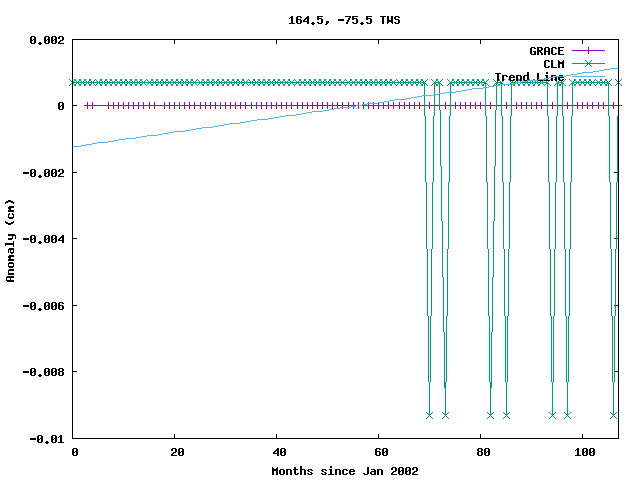 164.5, -75.5 TWS
0.002
0
-0.002
-0.004
-0.006
-0.008
-0.01
Anomaly (cm)
GRACE
CLM
Trend Line
0 20 40 60 80 100
Months since Jan 2002